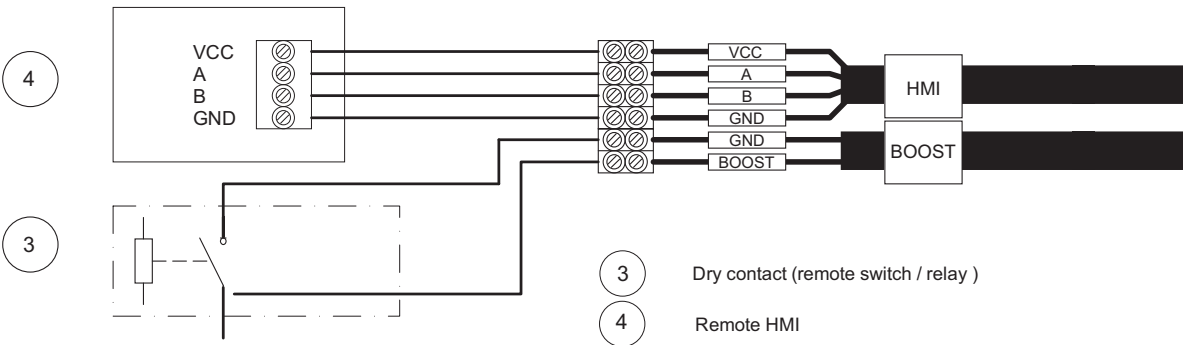 VCC
A
B
GND
4
VCC
A
B
GND
GND
BOOST
HMI
BOOST
3
3 Dry contact (remote switch / relay )
4 Remote HMI